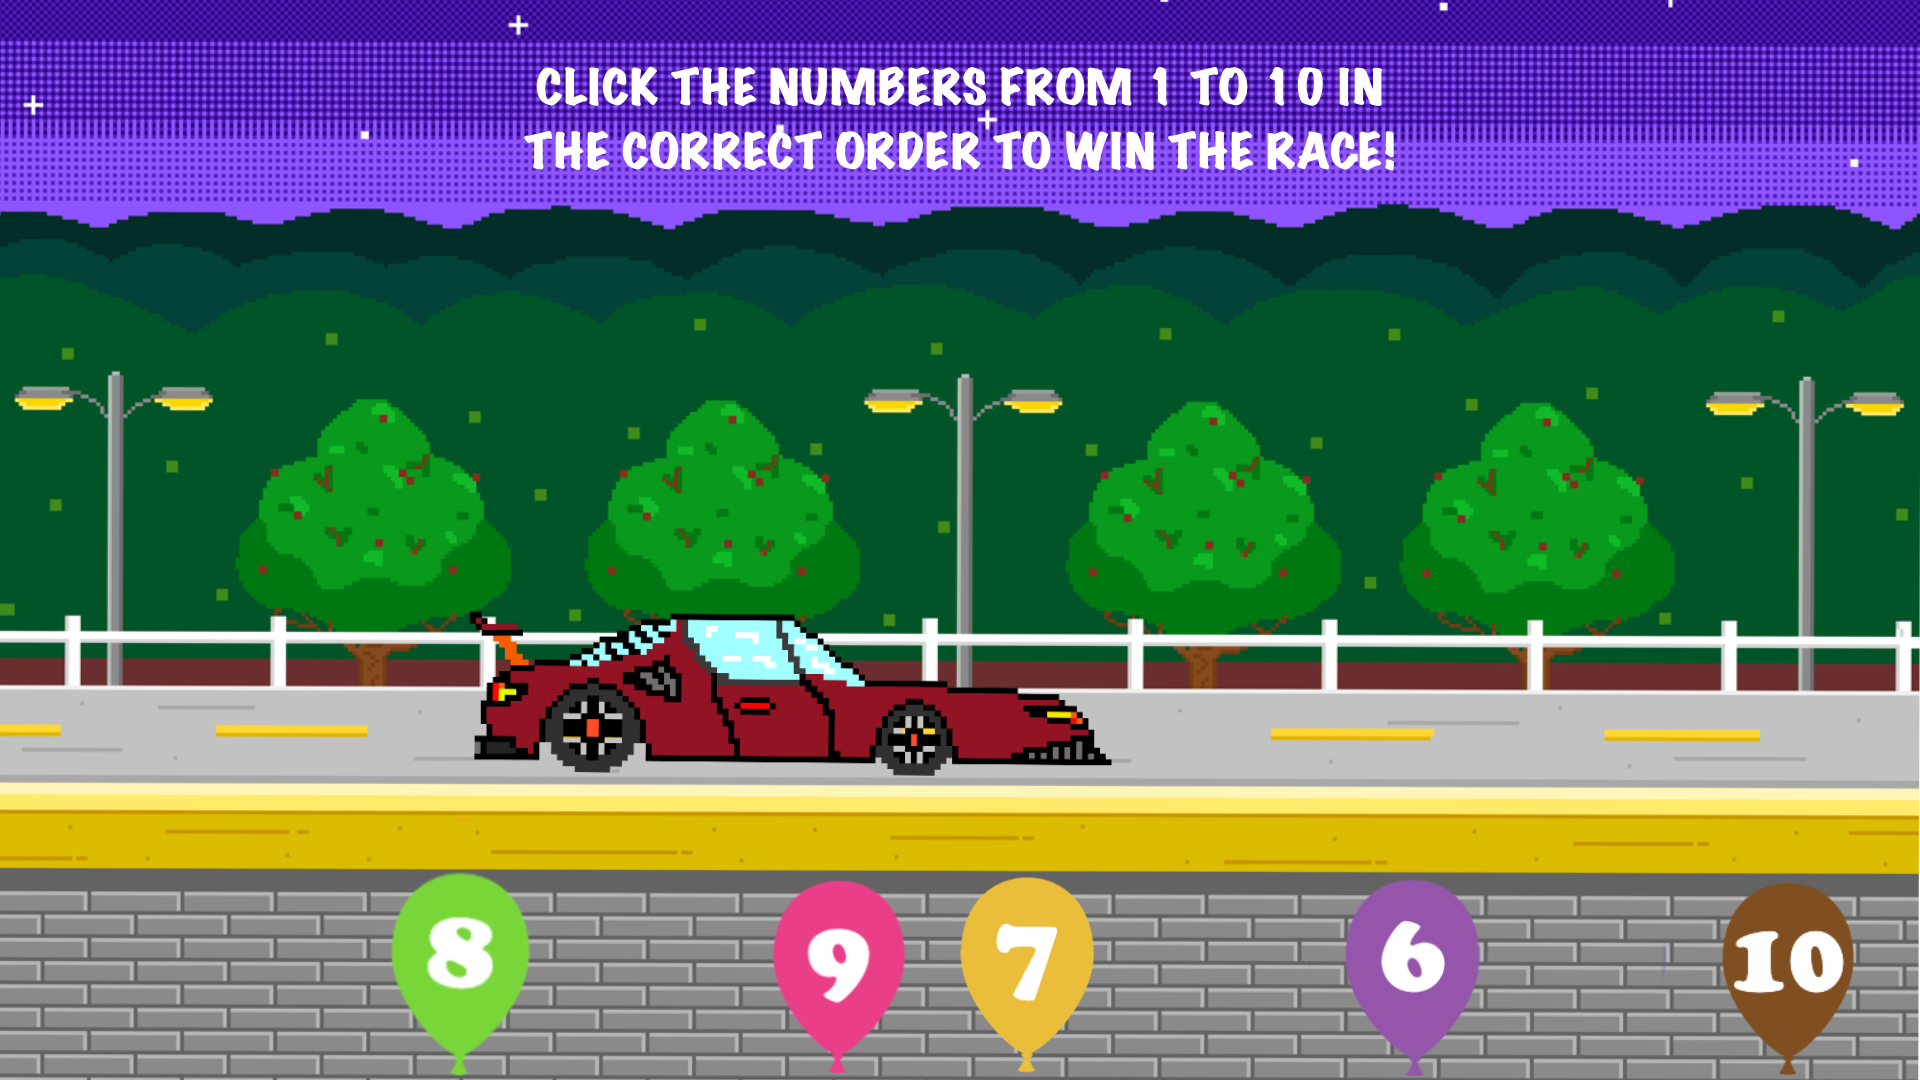 CLICK THE NUMBERS FROM 1 TO 10 IN
THE CORRECT ORDER TO WIN THE RACE!
8 9 7 6 10